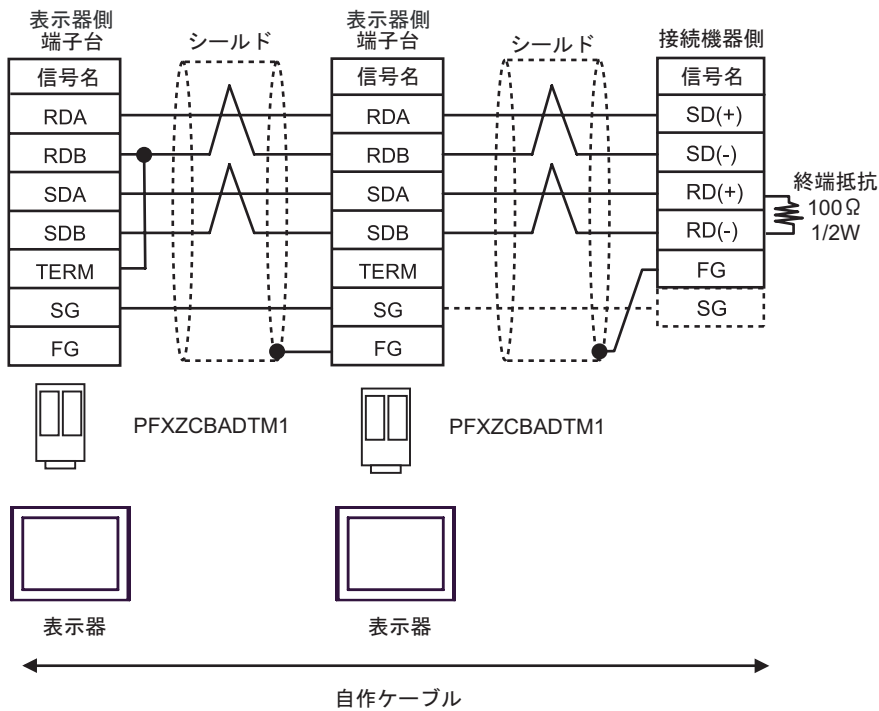 表示器側
端子台
シールド
表示器側
端子台
シールド
接続機器側
信号名
RDA
RDB
SDA
SDB
TERM
SG
FG
信号名
RDA
RDB
SDA
SDB
TERM
SG
FG
信号名
SD(+)
SD(-)
RD(+)
RD(-)
FG
SG
終端抵抗
100Ω
1/2W
PFXZCBADTM1
PFXZCBADTM1
表示器
表示器
自作ケーブル